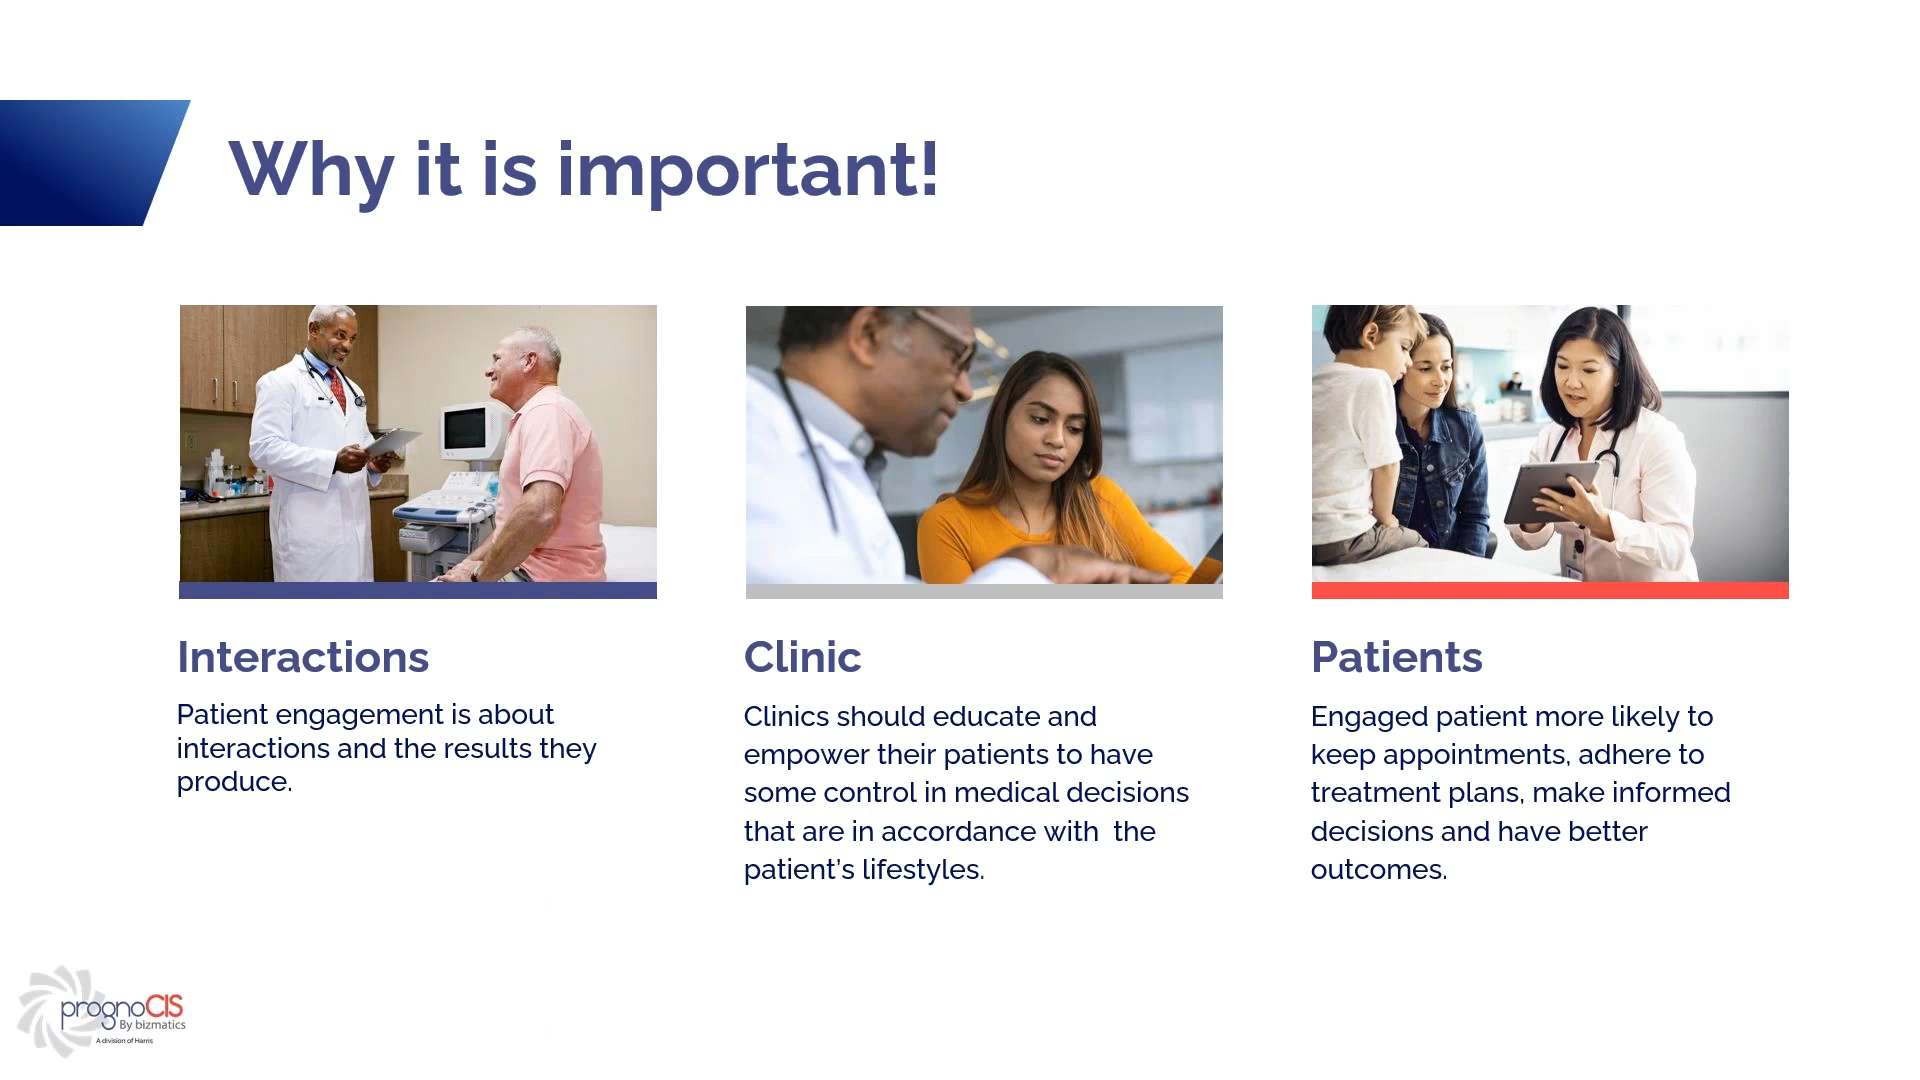 Why it is important!
Interactions
Patient engagement is about
interactions and the results they
produce.
Clinic
Clinics should educate and
empower their patients to have
some control in medical decisions
that are in accordance with  the
patient’s lifestyles.
Patients
Engaged patient more likely to
keep appointments, adhere to
treatment plans, make informed
decisions and have better
outcomes.
prognoCIS
By bizmatics
A division of Harris